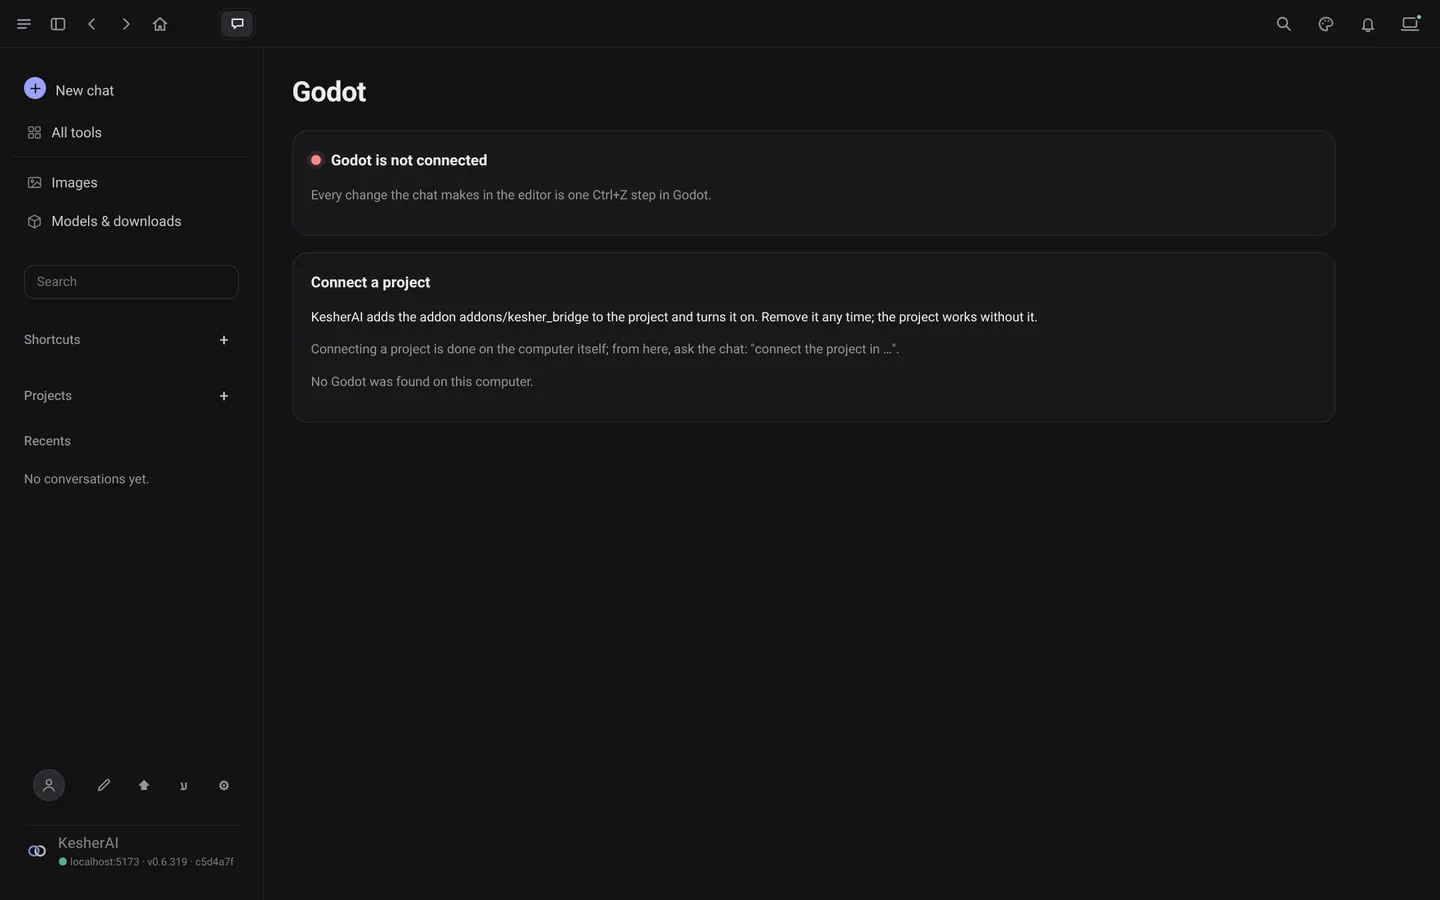 New chat
All tools
Images
Models & downloads
Search
Shortcuts
Projects
Recents
No conversations yet.
ע
KesherAI
localhost:5173 · v0.6.319 · c5d4a7f
Godot
Godot is not connected
Every change the chat makes in the editor is one Ctrl+Z step in Godot.
Connect a project
KesherAI adds the addon addons/kesher_bridge to the project and turns it on. Remove it any time; the project works without it.
Connecting a project is done on the computer itself; from here, ask the chat: "connect the project in …".
No Godot was found on this computer.